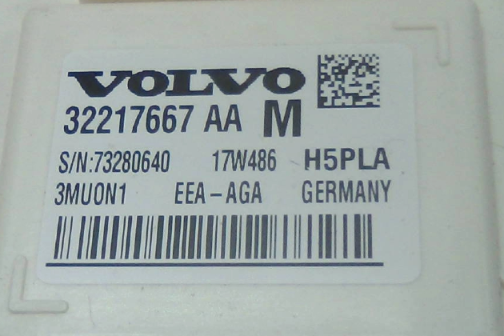 VOLVO
32217667 AA M
S/N:73280640 17W486 H5PLA
3MUON1 EEA-AGA GERMANY